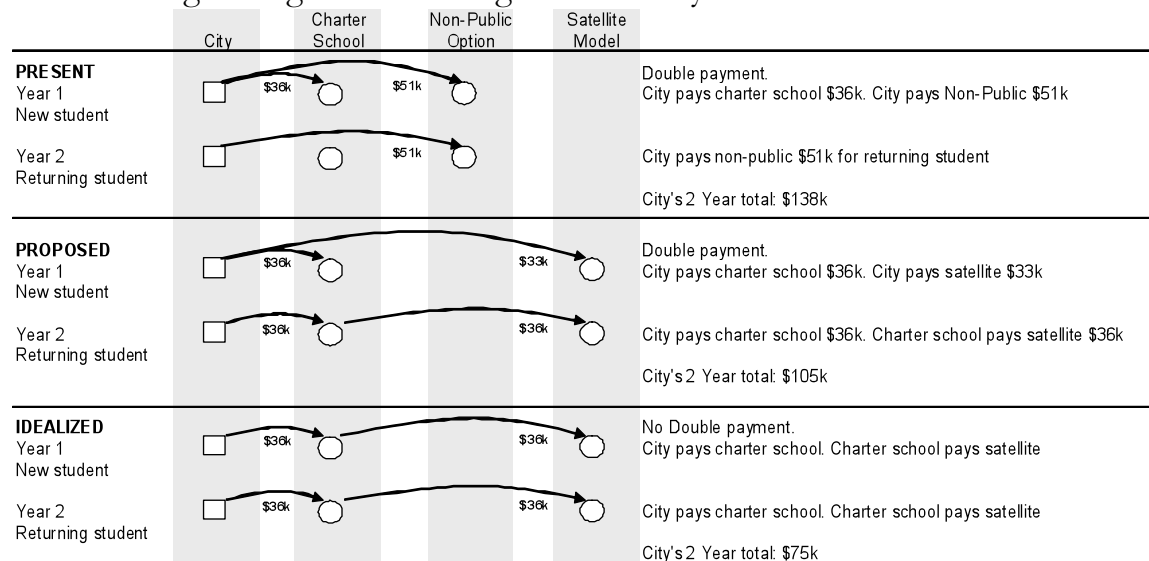 City
Charter School
Non-Public Option
Satellite Model
PRESENT
Year 1
New student
$36k
$51k
Double payment.
City pays charter school $36k. City pays Non-Public $51k
Year 2
Returning student
$51k
City pays non-public $51k for returning student
City's 2 Year total: $138k
PROPOSED
Year 1
New student
$36k
$33k
Double payment.
City pays charter school $36k. City pays satellite $33k
Year 2
Returning student
$36k
$36k
City pays charter school $36k. Charter school pays satellite $36k
City's 2 Year total: $105k
IDEALIZED
Year 1
New student
$36k
$36k
No Double payment.
City pays charter school. Charter school pays satellite
Year 2
Returning student
$36k
$36k
City pays charter school. Charter school pays satellite
City's 2 Year total: $75k